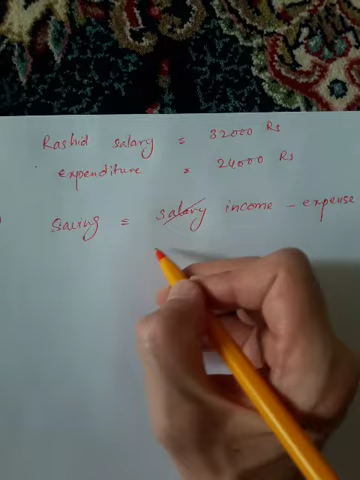 Rashid salary = 32000 Rs
expenditure = 24000 Rs
Saving = salary income - expense